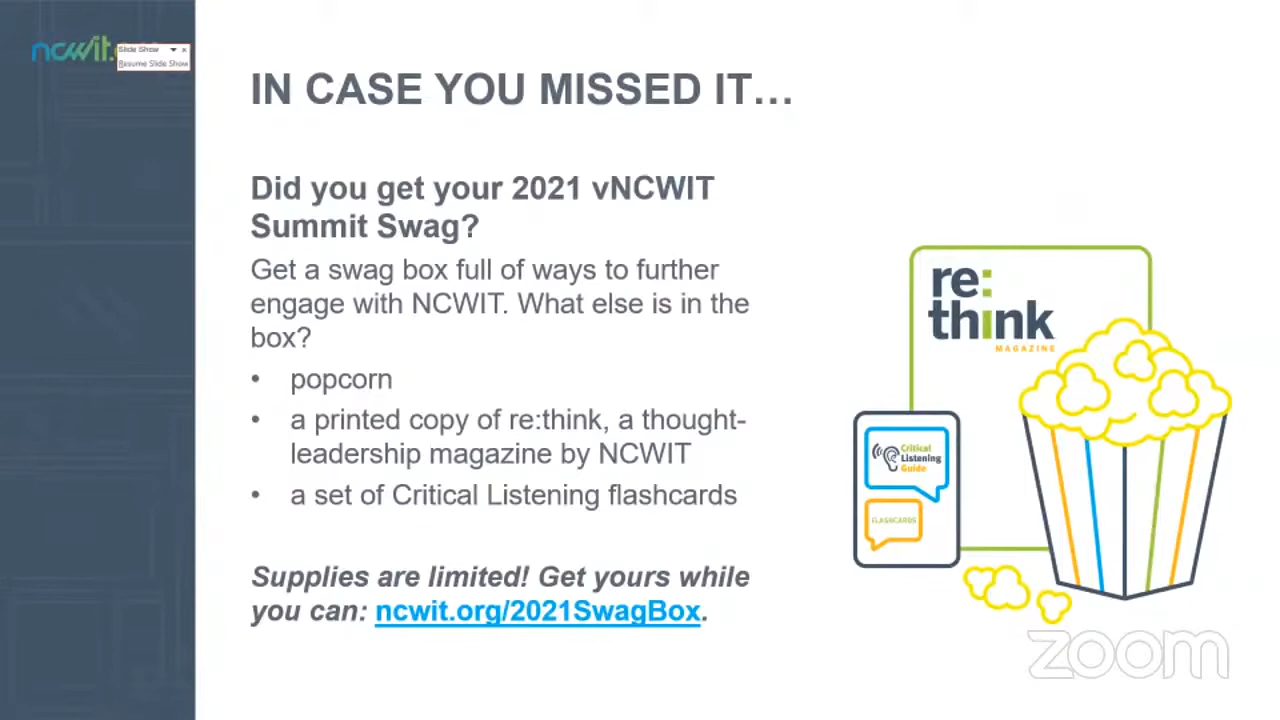 ncwit.
Slide Show
Resume Slide Show
IN CASE YOU MISSED IT…
Did you get your 2021 vNCWIT
Summit Swag?
Get a swag box full of ways to further
engage with NCWIT. What else is in the
box?
• popcorn
• a printed copy of re:think, a thought-
leadership magazine by NCWIT
• a set of Critical Listening flashcards
Supplies are limited! Get yours while
you can: ncwit.org/2021SwagBox.
re:
think
MAGAZINE
Critical
Listening
Guide
FLASHCARDS
zoom